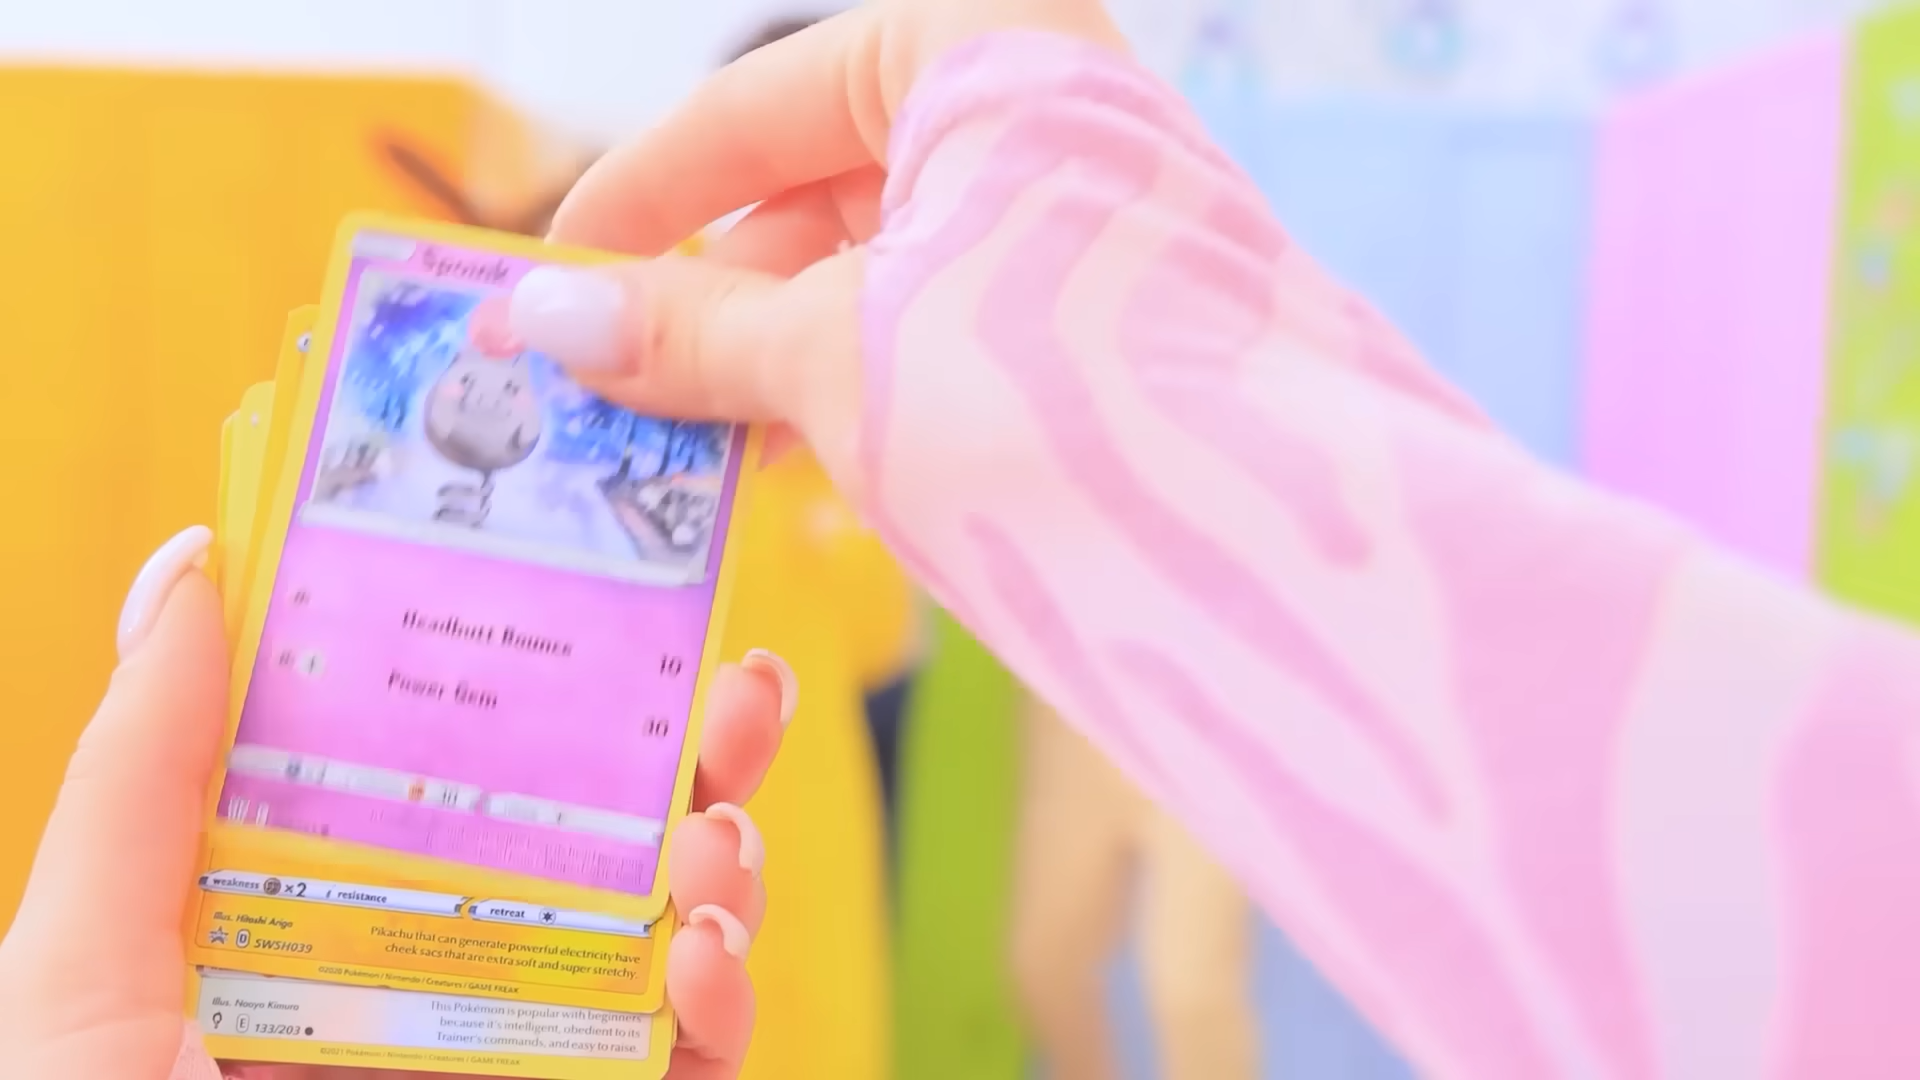 Spoink
Headbutt Bounce
10
Power Gem
30
weakness ×2 resistance
retreat
Illus. Hitoshi Ariga
D SWSH039
Pikachu that can generate powerful electricity have
cheek sacs that are extra soft and super stretchy.
©2020 Pokémon / Nintendo / Creatures / GAME FREAK
Illus. Naoyo Kimura
E 133/203
This Pokémon is popular with beginners
because it's intelligent, obedient to its
Trainer's commands, and easy to raise.
©2021 Pokémon / Nintendo / Creatures / GAME FREAK